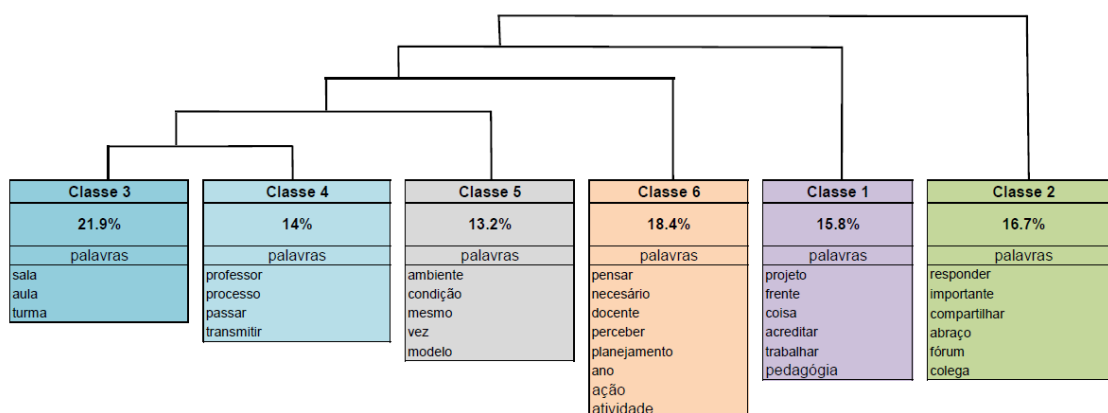 Classe 3
21.9%
palavras
sala
aula
turma
Classe 4
14%
palavras
professor
processo
passar
transmitir
Classe 5
13.2%
palavras
ambiente
condição
mesmo
vez
modelo
Classe 6
18.4%
palavras
pensar
necesário
docente
perceber
planejamento
ano
ação
atividade
Classe 1
15.8%
palavras
projeto
frente
coisa
acreditar
trabalhar
pedagógia
Classe 2
16.7%
palavras
responder
importante
compartilhar
abraço
fórum
colega